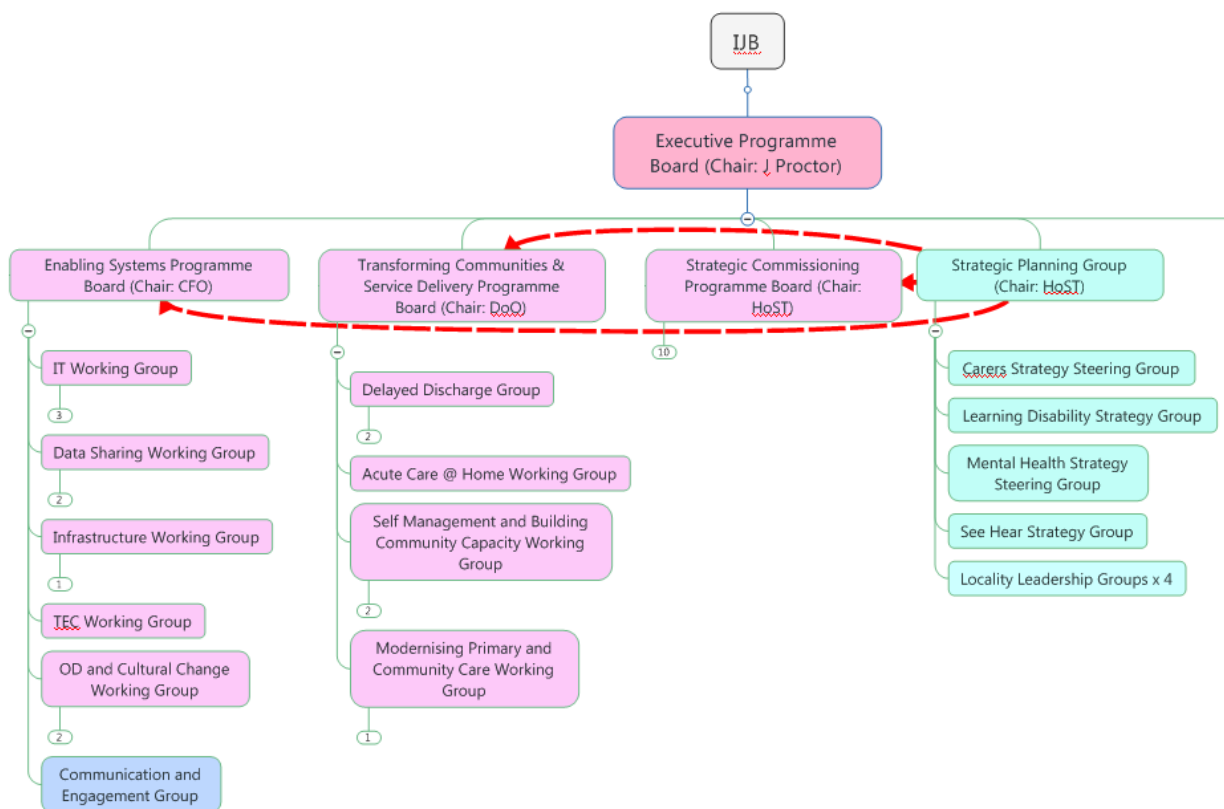 IJB
Executive Programme
Board (Chair: J Proctor)
Enabling Systems Programme
Board (Chair: CFO)
IT Working Group
3
Data Sharing Working Group
2
Infrastructure Working Group
1
TEC Working Group
OD and Cultural Change
Working Group
2
Communication and
Engagement Group
Transforming Communities &
Service Delivery Programme
Board (Chair: DoO)
Delayed Discharge Group
2
Acute Care @ Home Working Group
Self Management and Building
Community Capacity Working
Group
2
Modernising Primary and
Community Care Working
Group
1
Strategic Commissioning
Programme Board (Chair:
HoST)
10
Strategic Planning Group
(Chair: HoST)
Carers Strategy Steering Group
Learning Disability Strategy Group
Mental Health Strategy
Steering Group
See Hear Strategy Group
Locality Leadership Groups x 4